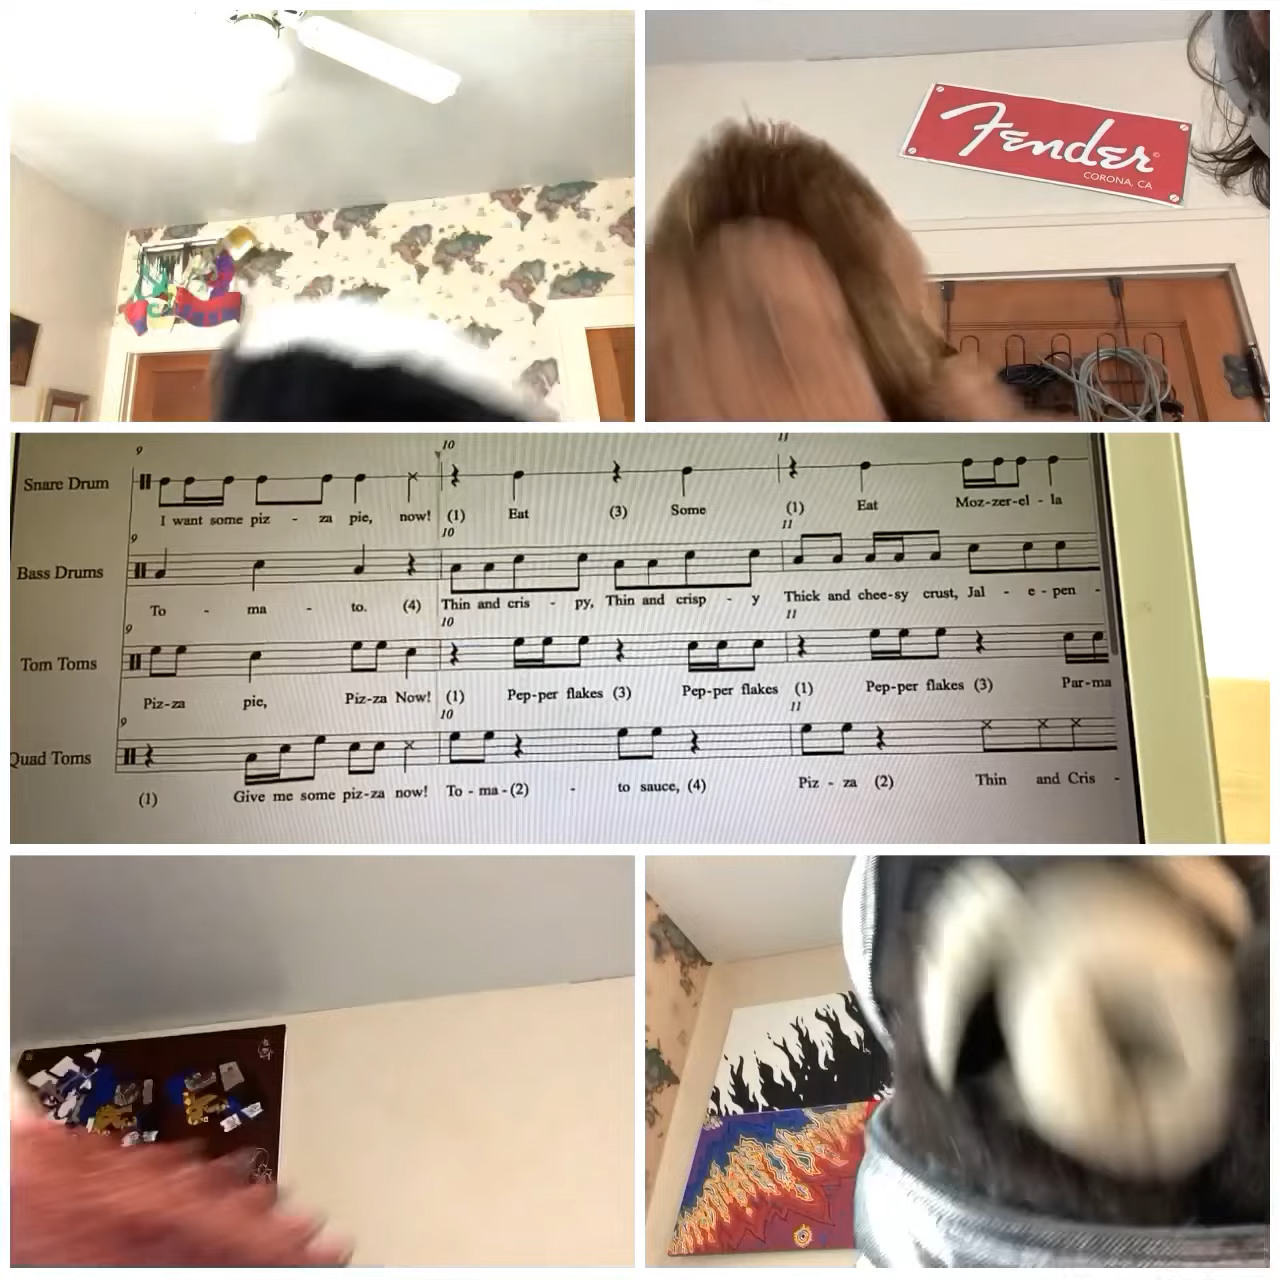 Fender
CORONA, CA
9 10 11
Snare Drum
I want some piz - za pie, now! (1) Eat (3) Some (1) Eat Moz-zer-el - la
9 10 11
Bass Drums
To - ma - to. (4) Thin and cris - py, Thin and crisp - y Thick and chee-sy crust, Jal - e - pen -
9 10 11
Tom Toms
Piz-za pie, Piz-za Now! (1) Pep-per flakes (3) Pep-per flakes (1) Pep-per flakes (3) Par-ma
9 10 11
Quad Toms
(1) Give me some piz-za now! To - ma - (2) - to sauce, (4) Piz - za (2) Thin and Cris -